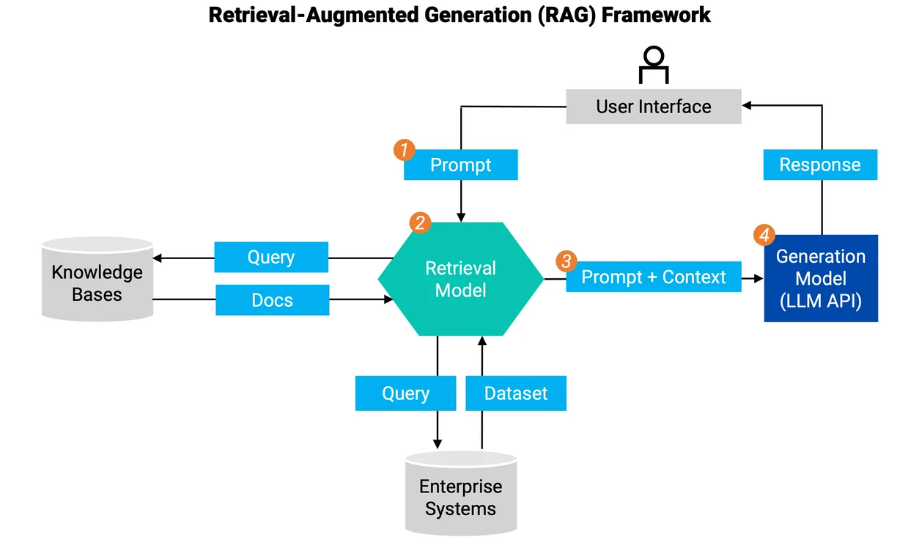 Retrieval-Augmented Generation (RAG) Framework
User Interface
1
Prompt
Response
2
Retrieval
Model
Query
Docs
Knowledge
Bases
3
Prompt + Context
4
Generation
Model
(LLM API)
Query
Dataset
Enterprise
Systems